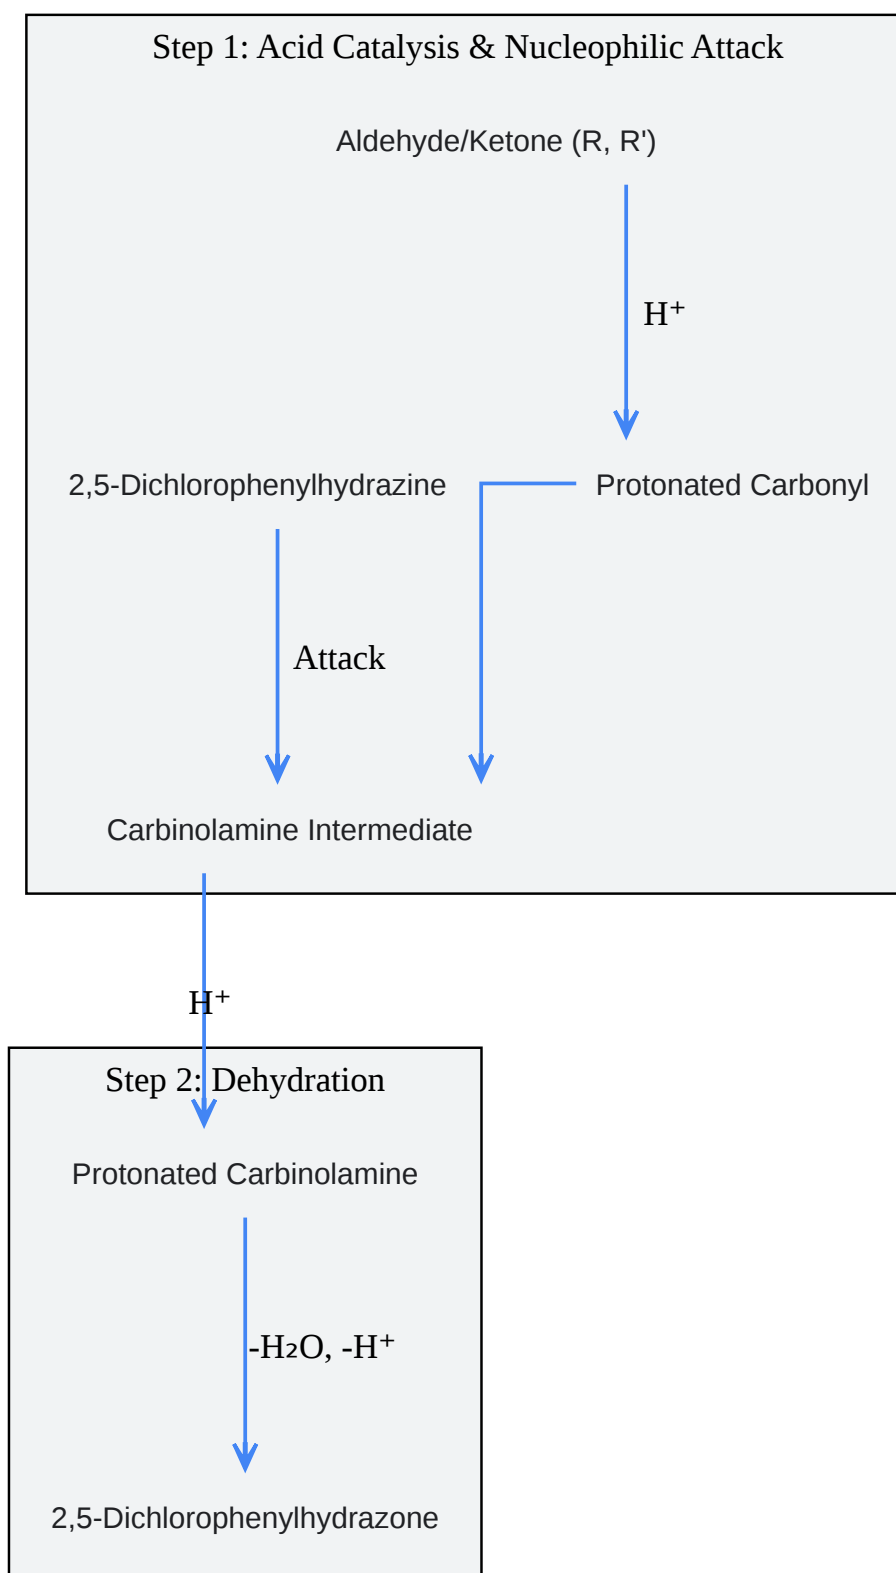 Step 1: Acid Catalysis & Nucleophilic Attack
Aldehyde/Ketone (R, R')
H⁺
2,5-Dichlorophenylhydrazine
Protonated Carbonyl
Attack
Carbinolamine Intermediate
H⁺
Step 2: Dehydration
Protonated Carbinolamine
-H₂O, -H⁺
2,5-Dichlorophenylhydrazone